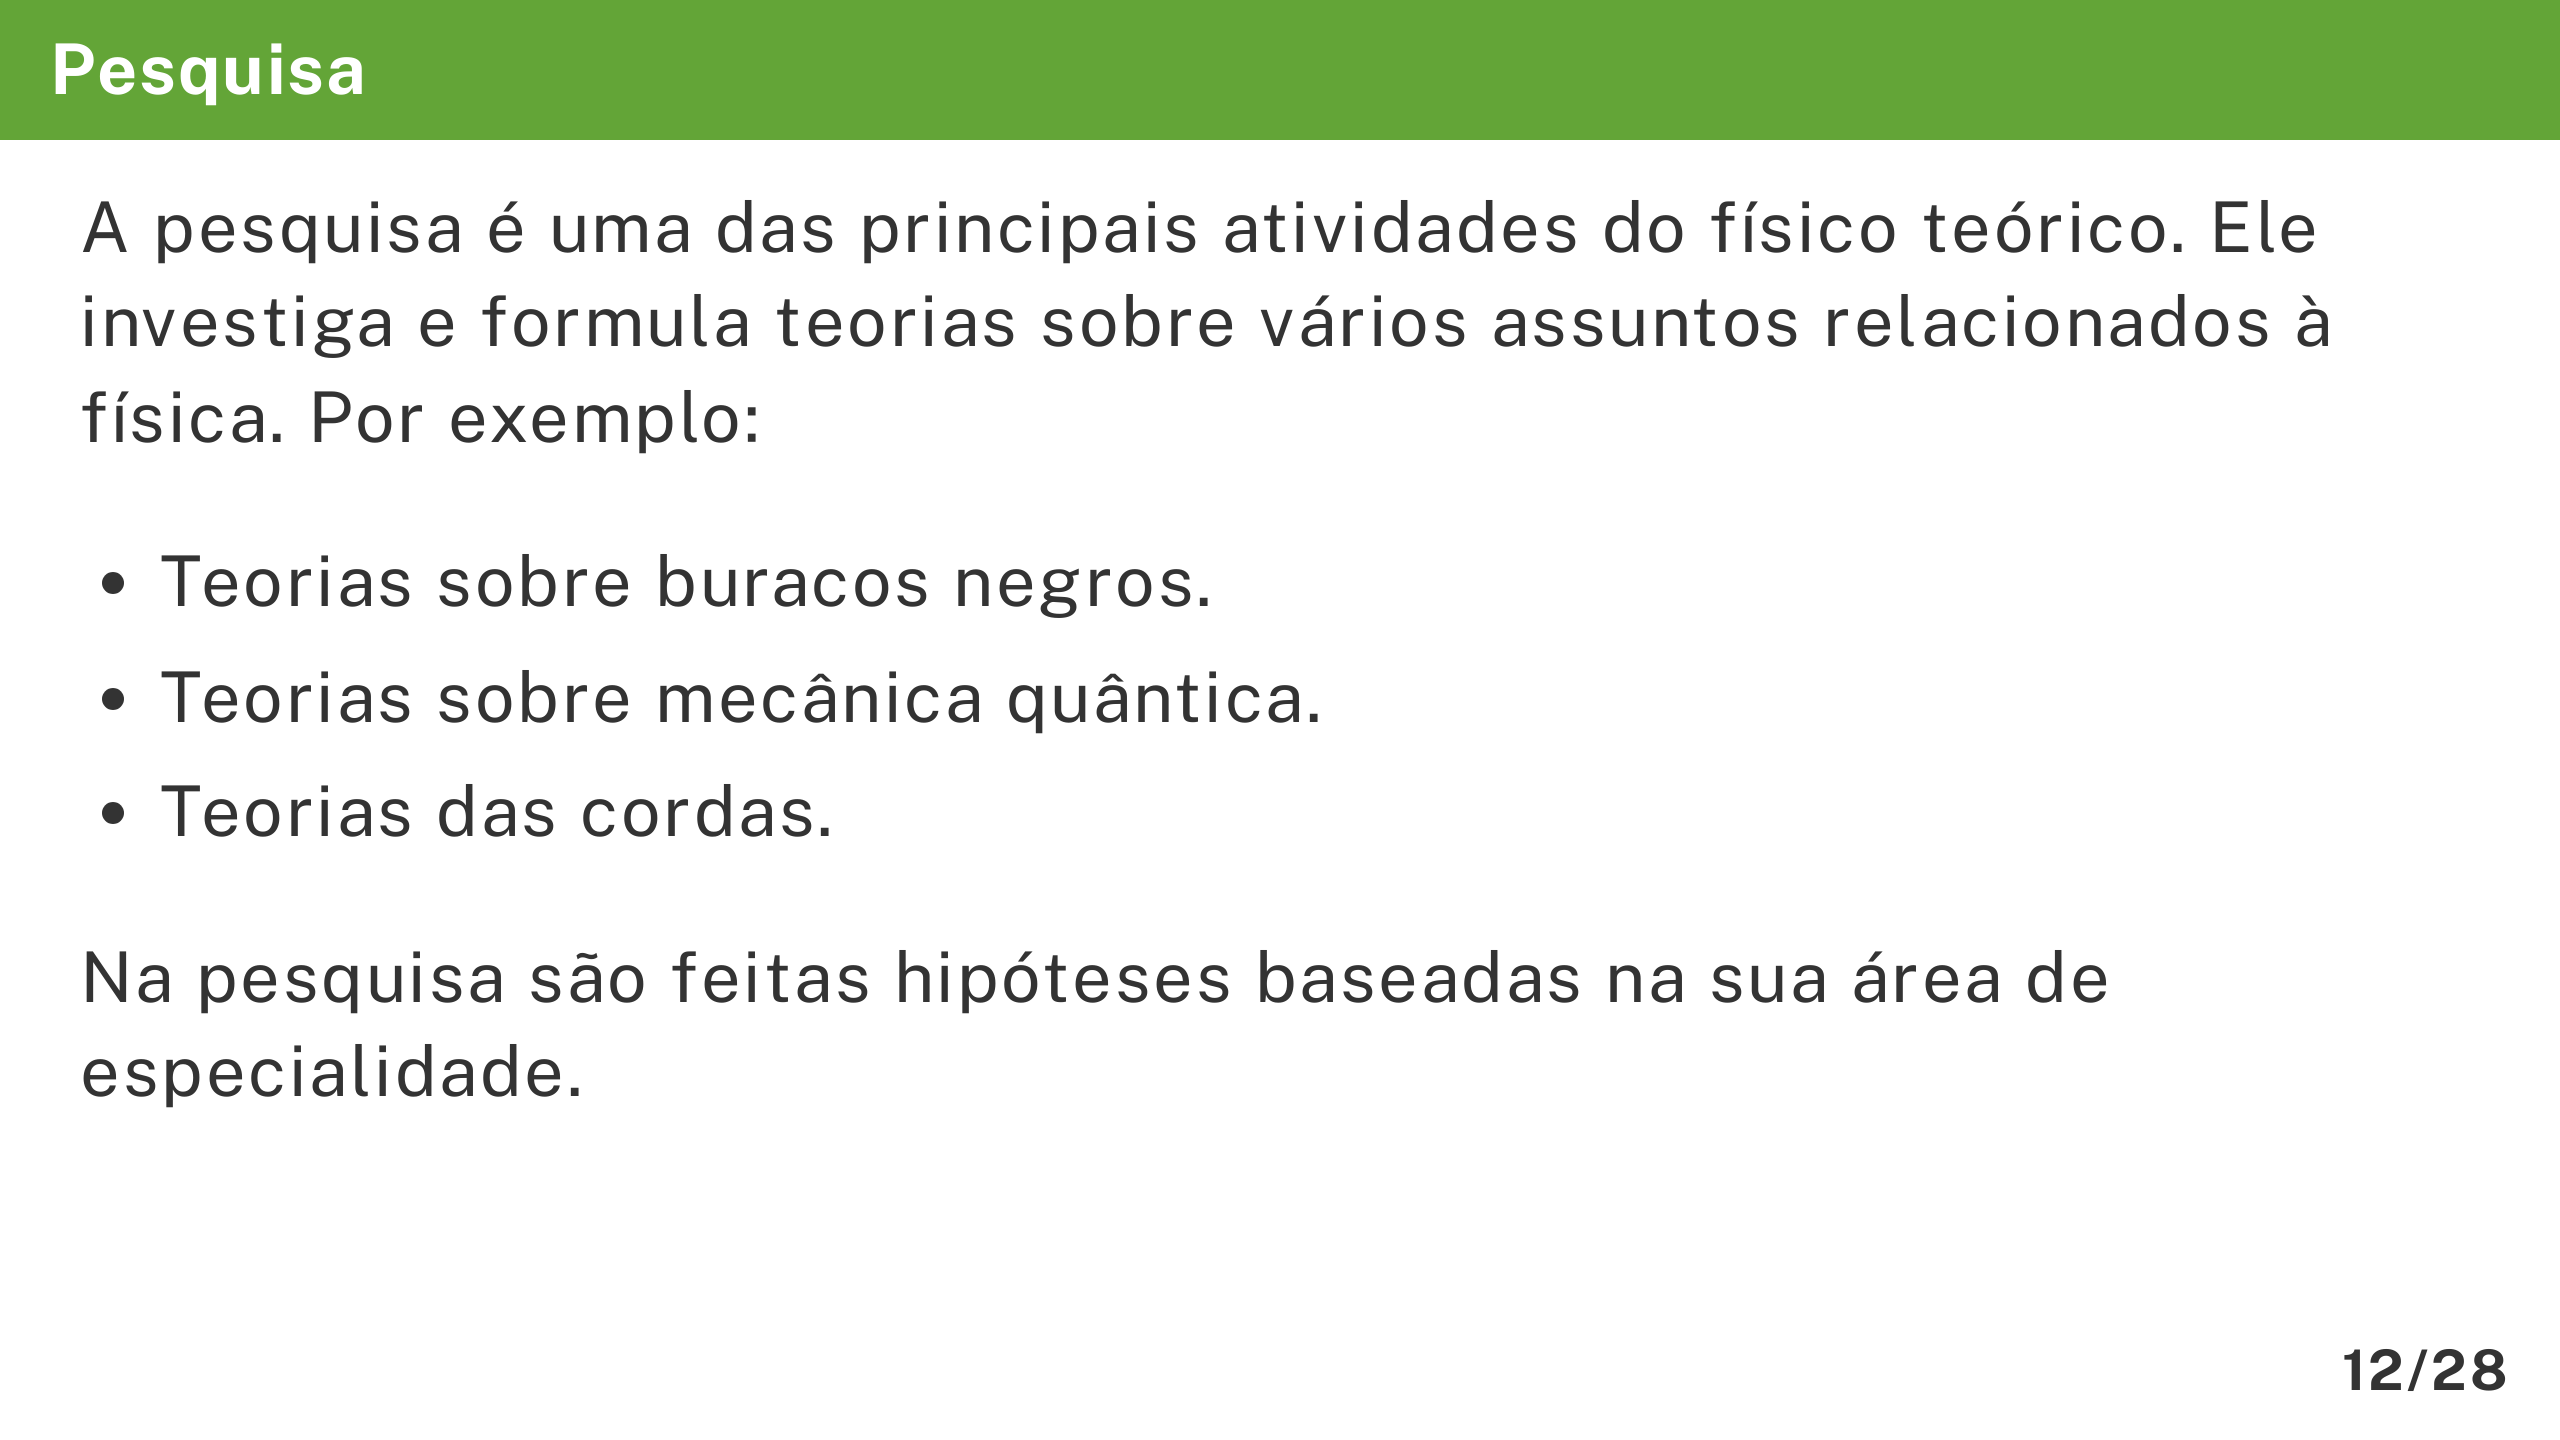 Pesquisa
A pesquisa é uma das principais atividades do físico teórico. Ele
investiga e formula teorias sobre vários assuntos relacionados à
física. Por exemplo:
• Teorias sobre buracos negros.
• Teorias sobre mecânica quântica.
• Teorias das cordas.
Na pesquisa são feitas hipóteses baseadas na sua área de
especialidade.
12/28